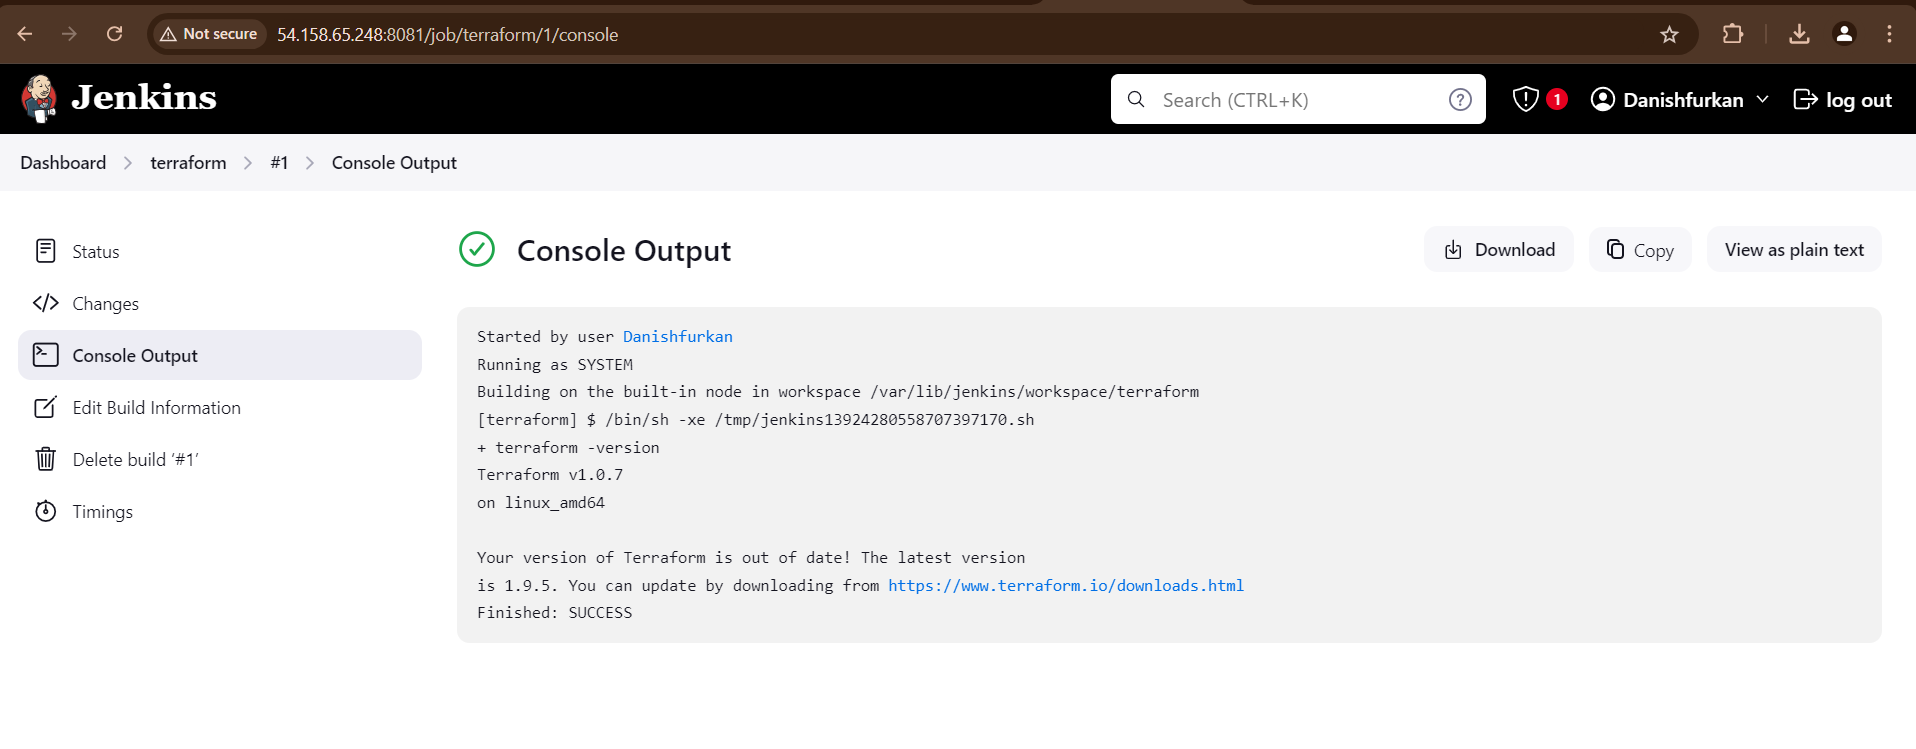 Not secure 54.158.65.248:8081/job/terraform/1/console
Jenkins Search (CTRL+K) ? 1 Danishfurkan log out
Dashboard terraform #1 Console Output
Status
Changes
Console Output
Edit Build Information
Delete build ‘#1’
Timings
Console Output
Download Copy View as plain text
Started by user Danishfurkan
Running as SYSTEM
Building on the built-in node in workspace /var/lib/jenkins/workspace/terraform
[terraform] $ /bin/sh -xe /tmp/jenkins13924280558707397170.sh
+ terraform -version
Terraform v1.0.7
on linux_amd64
Your version of Terraform is out of date! The latest version
is 1.9.5. You can update by downloading from https://www.terraform.io/downloads.html
Finished: SUCCESS